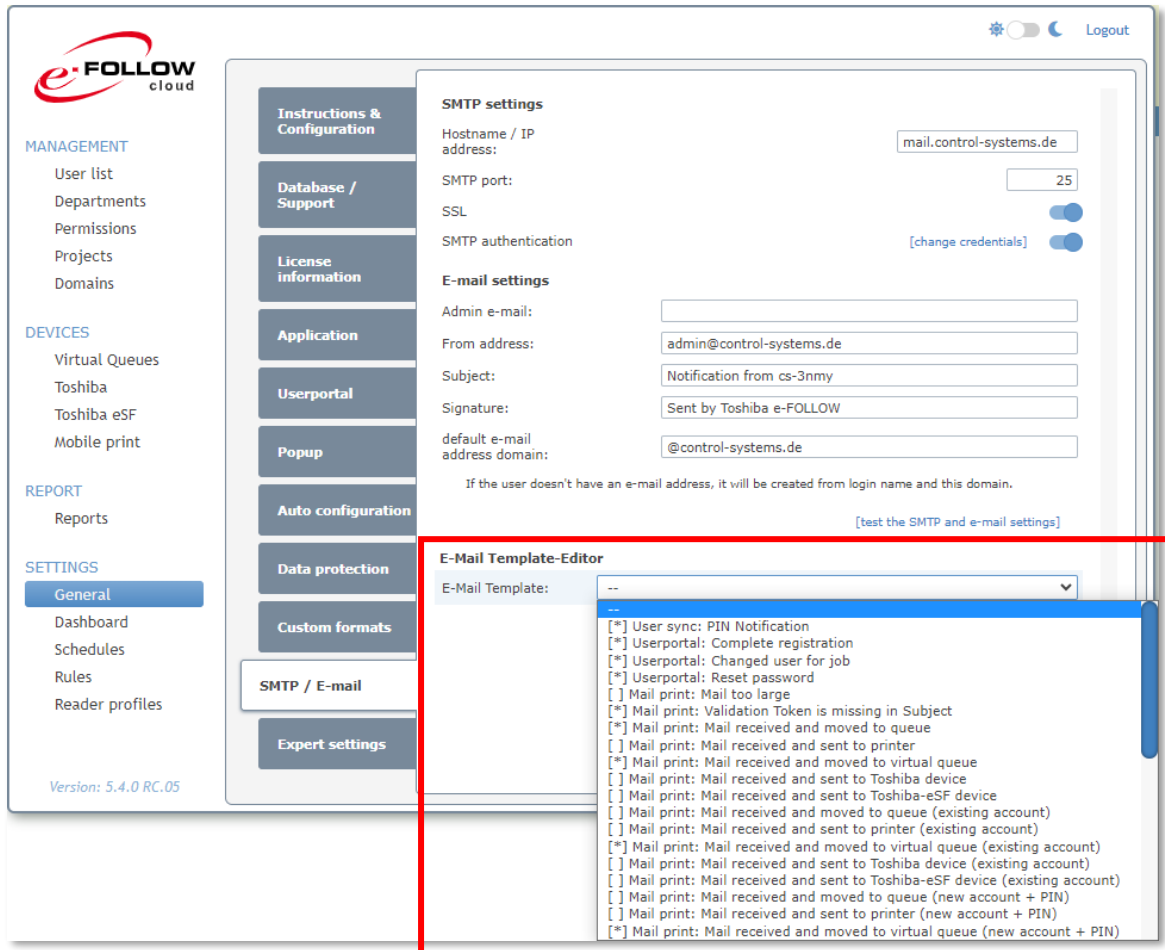 Logout
e-FOLLOW
cloud
MANAGEMENT
User list
Departments
Permissions
Projects
Domains
DEVICES
Virtual Queues
Toshiba
Toshiba eSF
Mobile print
REPORT
Reports
SETTINGS
General
Dashboard
Schedules
Rules
Reader profiles
Version: 5.4.0 RC.05
Instructions &
Configuration
Database /
Support
License
information
Application
Userportal
Popup
Auto configuration
Data protection
Custom formats
SMTP / E-mail
Expert settings
SMTP settings
Hostname / IP
address:
mail.control-systems.de
SMTP port:
25
SSL
SMTP authentication
[change credentials]
E-mail settings
Admin e-mail:
From address:
admin@control-systems.de
Subject:
Notification from cs-3nmy
Signature:
Sent by Toshiba e-FOLLOW
default e-mail
address domain:
@control-systems.de
If the user doesn't have an e-mail address, it will be created from login name and this domain.
[test the SMTP and e-mail settings]
E-Mail Template-Editor
E-Mail Template:
--
--
[*] User sync: PIN Notification
[*] Userportal: Complete registration
[*] Userportal: Changed user for job
[*] Userportal: Reset password
[ ] Mail print: Mail too large
[*] Mail print: Validation Token is missing in Subject
[*] Mail print: Mail received and moved to queue
[ ] Mail print: Mail received and sent to printer
[*] Mail print: Mail received and moved to virtual queue
[ ] Mail print: Mail received and sent to Toshiba device
[ ] Mail print: Mail received and sent to Toshiba-eSF device
[ ] Mail print: Mail received and moved to queue (existing account)
[ ] Mail print: Mail received and sent to printer (existing account)
[*] Mail print: Mail received and moved to virtual queue (existing account)
[ ] Mail print: Mail received and sent to Toshiba device (existing account)
[ ] Mail print: Mail received and sent to Toshiba-eSF device (existing account)
[ ] Mail print: Mail received and moved to queue (new account + PIN)
[ ] Mail print: Mail received and sent to printer (new account + PIN)
[*] Mail print: Mail received and moved to virtual queue (new account + PIN)